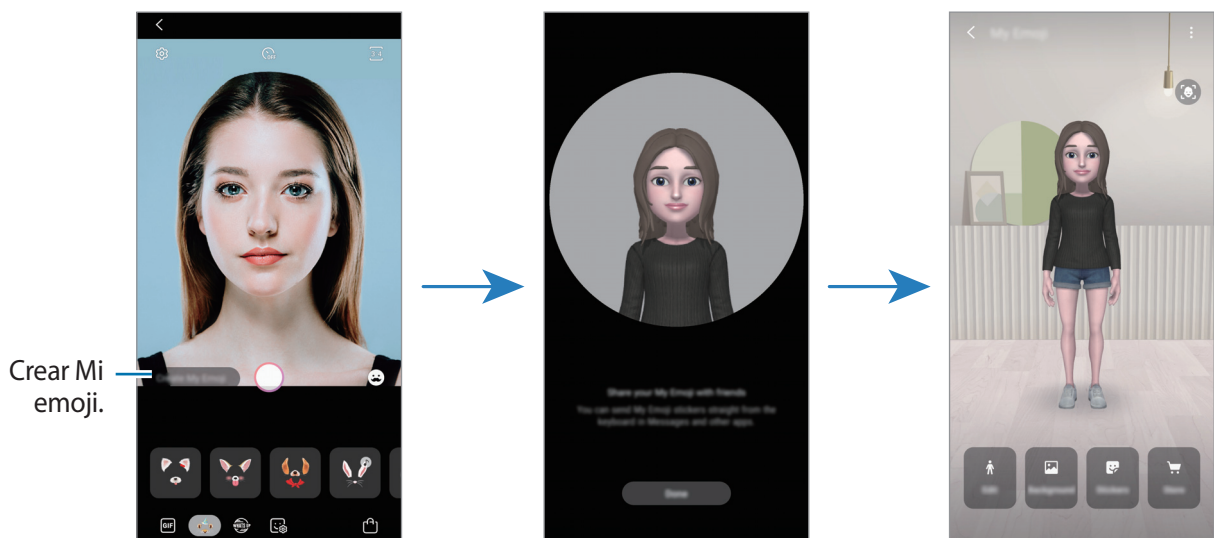 Crear Mi
emoji.
My Emoji
Create My Emoji
GIF
Share your My Emoji with friends
You can send My Emoji stickers straight from the
keyboard in Messages and other apps.
Done
Edit
Background
Stickers
Store